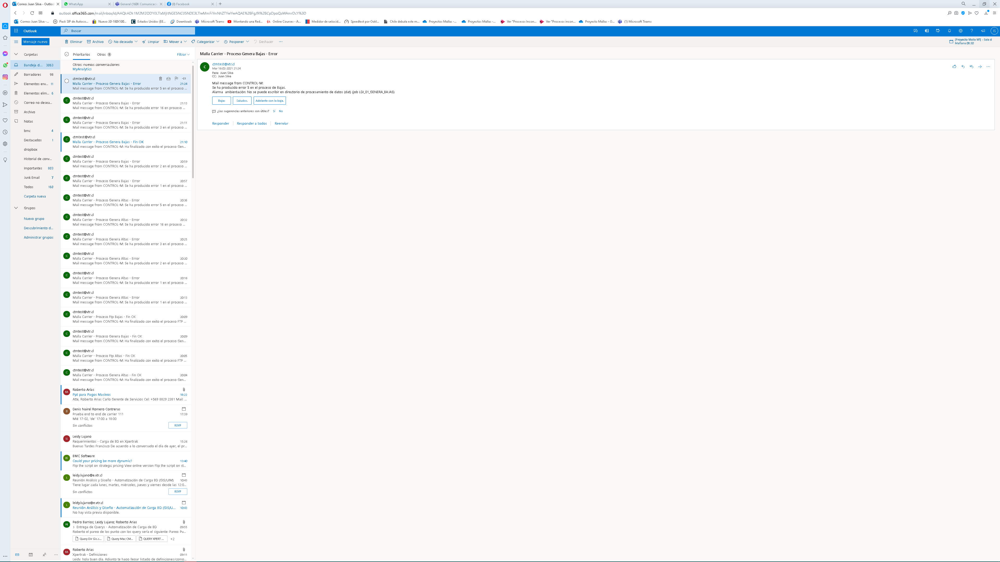 Correo: Juan Silva - Outlook
WhatsApp
General (160K Comunicaci
(8) Facebook
outlook.office365.com/mail/inbox/id/
Correo: Juan Silva -...
Pack SIP de Autoco...
Nuevo 20-180X100...
Estados Unidos (EE...
Downloads
Microsoft Teams
Montando una Red...
Online Courses - A...
Medidor de velocid...
Speedtest por Ookl...
Chile debuta este m...
Proyectos Mallas -...
Proyectos Mallas -...
Ver "Procesos Incon...
Ver "Procesos incon...
Proyecto Mallas - O...
(1) Microsoft Teams
Outlook
Buscar
JS
Mensaje nuevo
Eliminar
Archivo
No deseado
Limpiar
Mover a
Categorizar
Posponer
Deshacer
[Proyecto Malla M1] - Sala d
Mañana 08:30
Carpetas
Bandeja d... 3063
Borradores 98
Elementos env... 11
Elementos elim... 6
Correo no desea...
Archivo
Notas
bmc 4
Destacados 1
dropbox
Historial de conv...
Importantes 803
Junk Email 7
Todos 160
Carpeta nueva
Grupos
Nuevo grupo
Descubrimiento d...
Administrar grupos
Prioritarios Otros 1 Filtrar
Otros: nuevas conversaciones
MyAnalytics
ctmtest@vtr.cl
Malla Carrier - Proceso Genera Bajas - Error 21:24
Mail message from CONTROL-M: Se ha producido error 5 en el proceso ...
C
ctmtest@vtr.cl
Malla Carrier - Proceso Genera Bajas - Error 21:13
Mail message from CONTROL-M: Se ha producido error 16 en proceso ...
C
ctmtest@vtr.cl
Malla Carrier - Proceso Genera Bajas - Error 21:11
Mail message from CONTROL-M: Se ha producido error 3 en el proceso ...
C
ctmtest@vtr.cl
Malla Carrier - Proceso Genera Bajas - Fin OK 21:10
Mail message from CONTROL-M: Ha finalizado con exito el proceso Gen...
C
ctmtest@vtr.cl
Malla Carrier - Proceso Genera Bajas - Error 20:59
Mail message from CONTROL-M: Se ha producido error 2 en el proceso ...
C
ctmtest@vtr.cl
Malla Carrier - Proceso Genera Bajas - Error 20:57
Mail message from CONTROL-M: Se ha producido error 1 en el proceso ...
C
ctmtest@vtr.cl
Malla Carrier - Proceso Genera Altas - Error 20:38
Mail message from CONTROL-M: Se ha producido error 5 en el proceso ...
C
ctmtest@vtr.cl
Malla Carrier - Proceso Genera Altas - Error 20:32
Mail message from CONTROL-M: Se ha producido error 16 en proceso ...
C
ctmtest@vtr.cl
Malla Carrier - Proceso Genera Altas - Error 20:25
Mail message from CONTROL-M: Se ha producido error 3 en el proceso ...
C
ctmtest@vtr.cl
Malla Carrier - Proceso Genera Altas - Error 20:20
Mail message from CONTROL-M: Se ha producido error 2 en el proceso ...
C
ctmtest@vtr.cl
Malla Carrier - Proceso Genera Altas - Error 20:16
Mail message from CONTROL-M: Se ha producido error 1 en el proceso ...
C
ctmtest@vtr.cl
Malla Carrier - Proceso Genera Altas - Error 20:13
Mail message from CONTROL-M: Se ha producido error 1 en el proceso ...
C
ctmtest@vtr.cl
Malla Carrier - Proceso Ftp Bajas - Fin OK 20:09
Mail message from CONTROL-M: Ha finalizado con exito el proceso FTP ...
C
ctmtest@vtr.cl
Malla Carrier - Proceso Genera Bajas - Fin OK 20:09
Mail message from CONTROL-M: Ha finalizado con exito el proceso Gen...
C
ctmtest@vtr.cl
Malla Carrier - Proceso Ftp Altas - Fin OK 20:05
Mail message from CONTROL-M: Ha finalizado con exito el proceso FTP ...
C
ctmtest@vtr.cl
Malla Carrier - Proceso Genera Altas - Fin OK 20:04
Mail message from CONTROL-M: Ha finalizado con exito el proceso Gen...
RA
Roberto Arias
Ppt para Pagos Masivos 18:22
Atte, Roberto Arias Carlo Gerente de Servicios Cel: +569 8829 2381 Mail: ...
D
Denis Nairel Romero Contreras
Prueba end to end de carrier 111 17:39
Mié 17-02, 'de' 17:00 a 18:00
Sin conflictos RSVP
LL
Leidy Lujano
Requerimientos - Carga de BD en Xpertrak 15:26
Buenas Tardes Francisco De acuerdo a lo conversado el dia de ayer, el pr...
BS
BMC Software
Could your pricing be more dynamic? 13:40
Flip the script on strategic pricing View online version Flip the script on st...
L
leidy.lujano@e.vtr.cl
Reunión Análisis y Diseño - Automatización de Carga BD (GIS/UIM) 10:43
Tiene lugar cada lunes, martes, miércoles, jueves y viernes desde las 12:0...
Sin conflictos RSVP
L
leidy.lujano@e.vtr.cl
Reunión Análisis y Diseño - Automatización de Carga BD (GIS/U... 10:43
No hay vista previa disponible.
PE
Pedro Barrios; Leidy Lujano; Roberto Arias
Entrega de Querys - Automatización de Carga de BD 09:55
Roberto el pareo de los punto con los query sería el siguiente: Pareo: Pu...
Query Dir Gis.s... Query Mac CM... QUERY XPERT ... +2
RA
Roberto Arias
Xpertrak - Definiciones 09:11
Leidy, hola buen día, Adjunto te hago llegar listado de definiciones/comp...
Malla Carrier - Proceso Genera Bajas - Error
C
ctmtest@vtr.cl
Mar 16-02-2021 21:24
Para: Juan Silva
CC: Juan Silva
Mail message from CONTROL-M:
Se ha producido error 5 en el proceso de Bajas.
Alarma ambientación: No se puede escribir en directorio de procesamiento de datos (dat) (job LDI_01_GENERA_BAJAS)
Bajas Saludos. Adelante con la baja.
¿Las sugerencias anteriores son útiles? Sí No
Responder Responder a todos Reenviar